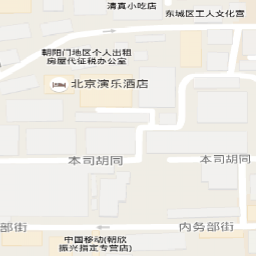 清真小吃店
东城区工人文化宫
朝阳门地区个人出租
房屋代征税办公室
北京演乐酒店
本司胡同
本司胡同
部街
内务部街
中国移动(朝欣
振兴指定专营店)